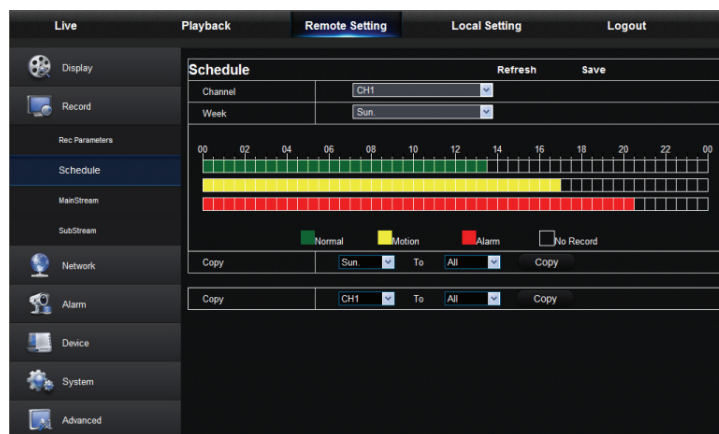 Live Playback Remote Setting Local Setting Logout
Display
Record
Rec Parameters
Schedule
MainStream
SubStream
Network
Alarm
Device
System
Advanced
Schedule Refresh Save
Channel CH1
Week Sun.
00 02 04 06 08 10 12 14 16 18 20 22 00
Normal Motion Alarm No Record
Copy Sun. To All Copy
Copy CH1 To All Copy